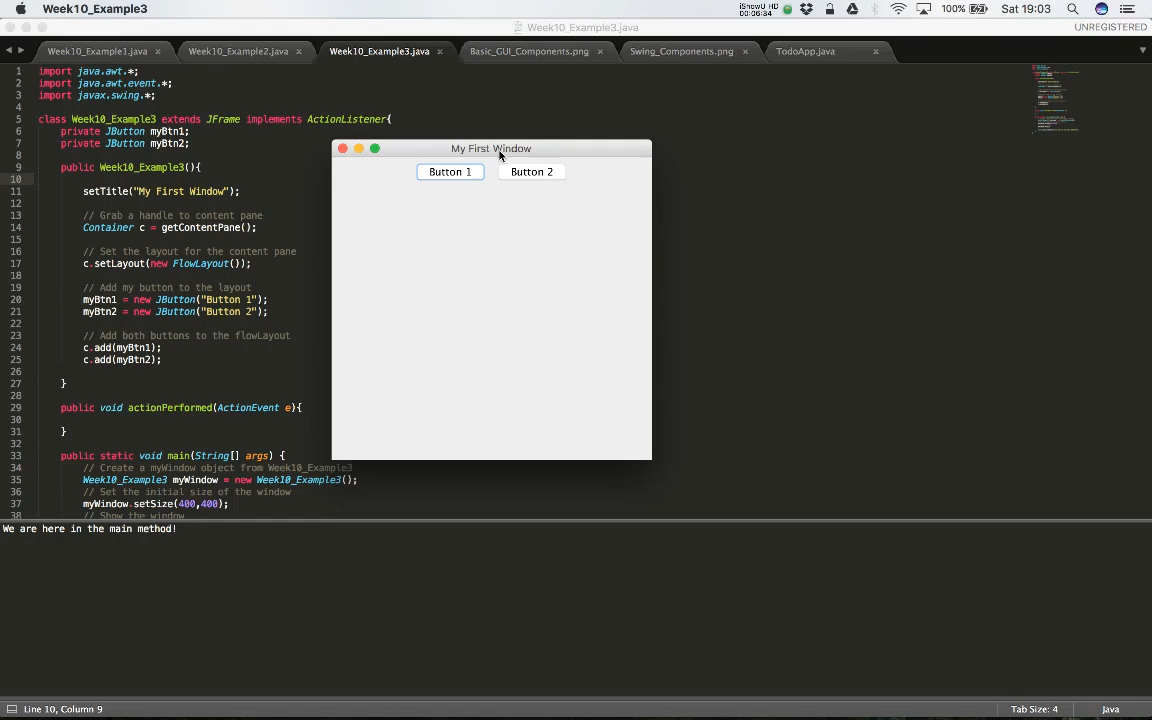 Week10_Example3
iShowU HD
00:06:34
100%
Sat 19:03
Week10_Example3.java
UNREGISTERED
Week10_Example1.java
Week10_Example2.java
Week10_Example3.java
Basic_GUI_Components.png
Swing_Components.png
TodoApp.java
1 import java.awt.*;
2 import java.awt.event.*;
3 import javax.swing.*;
4
5 class Week10_Example3 extends JFrame implements ActionListener{
6 private JButton myBtn1;
7 private JButton myBtn2;
8
9 public Week10_Example3(){
10
11 setTitle("My First Window");
12
13 // Grab a handle to content pane
14 Container c = getContentPane();
15
16 // Set the layout for the content pane
17 c.setLayout(new FlowLayout());
18
19 // Add my button to the layout
20 myBtn1 = new JButton("Button 1");
21 myBtn2 = new JButton("Button 2");
22
23 // Add both buttons to the flowLayout
24 c.add(myBtn1);
25 c.add(myBtn2);
26
27 }
28
29 public void actionPerformed(ActionEvent e){
30
31 }
32
33 public static void main(String[] args) {
34 // Create a myWindow object from Week10_Example3
35 Week10_Example3 myWindow = new Week10_Example3();
36 // Set the initial size of the window
37 myWindow.setSize(400,400);
38 // Show the window
My First Window
Button 1
Button 2
We are here in the main method!
Line 10, Column 9
Tab Size: 4
Java